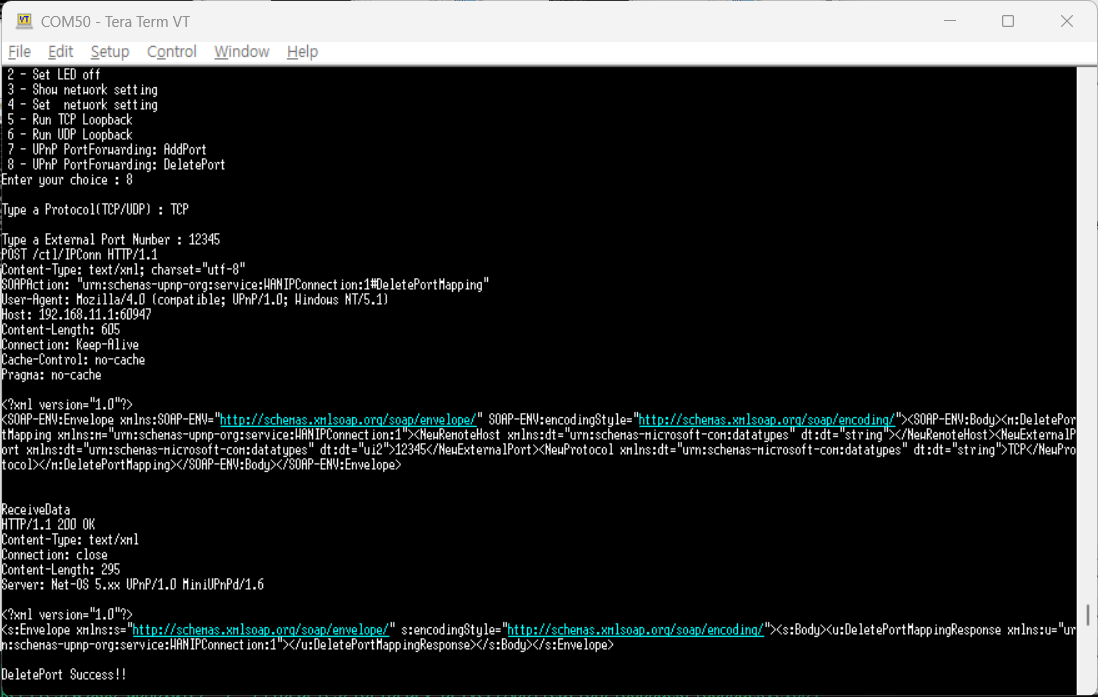 COM50 - Tera Term VT
File Edit Setup Control Window Help
2 - Set LED off
3 - Show network setting
4 - Set  network setting
5 - Run TCP Loopback
6 - Run UDP Loopback
7 - UPnP PortForwarding: AddPort
8 - UPnP PortForwarding: DeletePort
Enter your choice : 8
Type a Protocol(TCP/UDP) : TCP
Type a External Port Number : 12345
POST /ctl/IPConn HTTP/1.1
Content-Type: text/xml; charset="utf-8"
SOAPAction: "urn:schemas-upnp-org:service:WANIPConnection:1#DeletePortMapping"
User-Agent: Mozilla/4.0 (compatible; UPnP/1.0; Windows NT/5.1)
Host: 192.168.11.1:60947
Content-Length: 605
Connection: Keep-Alive
Cache-Control: no-cache
Pragma: no-cache
<?xml version="1.0"?>
<SOAP-ENV:Envelope xmlns:SOAP-ENV="http://schemas.xmlsoap.org/soap/envelope/" SOAP-ENV:encodingStyle="http://schemas.xmlsoap.org/soap/encoding/"><SOAP-ENV:Body><m:DeletePor
tMapping xmlns:m="urn:schemas-upnp-org:service:WANIPConnection:1"><NewRemoteHost xmlns:dt="urn:schemas-microsoft-com:datatypes" dt:dt="string"></NewRemoteHost><NewExternalP
ort xmlns:dt="urn:schemas-microsoft-com:datatypes" dt:dt="ui2">12345</NewExternalPort><NewProtocol xmlns:dt="urn:schemas-microsoft-com:datatypes" dt:dt="string">TCP</NewPro
tocol></m:DeletePortMapping></SOAP-ENV:Body></SOAP-ENV:Envelope>
ReceiveData
HTTP/1.1 200 OK
Content-Type: text/xml
Connection: close
Content-Length: 295
Server: Net-OS 5.xx UPnP/1.0 MiniUPnPd/1.6
<?xml version="1.0"?>
<s:Envelope xmlns:s="http://schemas.xmlsoap.org/soap/envelope/" s:encodingStyle="http://schemas.xmlsoap.org/soap/encoding/"><s:Body><u:DeletePortMappingResponse xmlns:u="ur
n:schemas-upnp-org:service:WANIPConnection:1"></u:DeletePortMappingResponse></s:Body></s:Envelope>
DeletePort Success!!